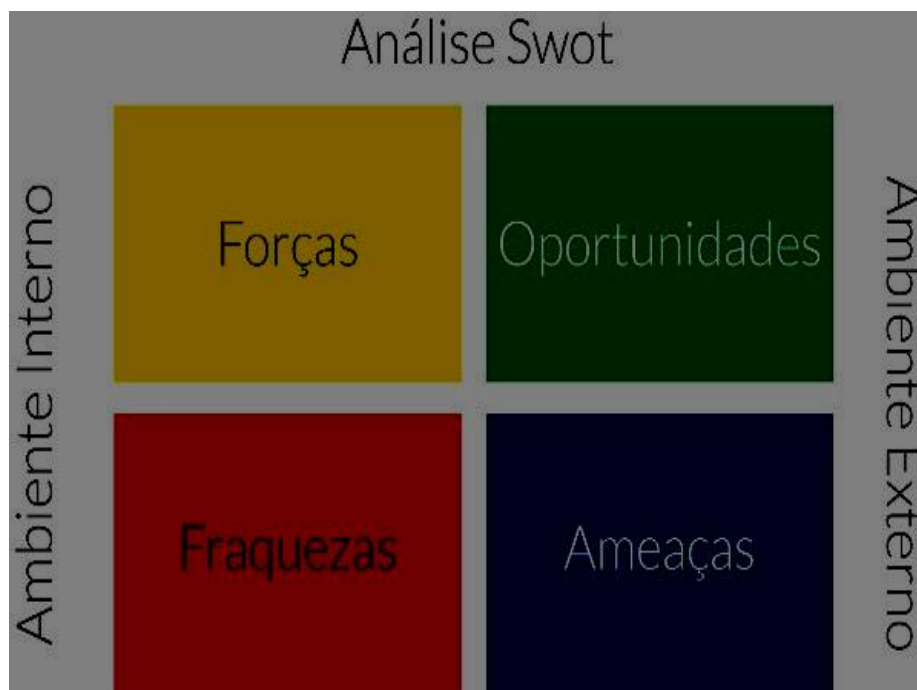 Análise Swot
Ambiente Interno
Forças
Oportunidades
Fraquezas
Ameaças
Ambiente Externo